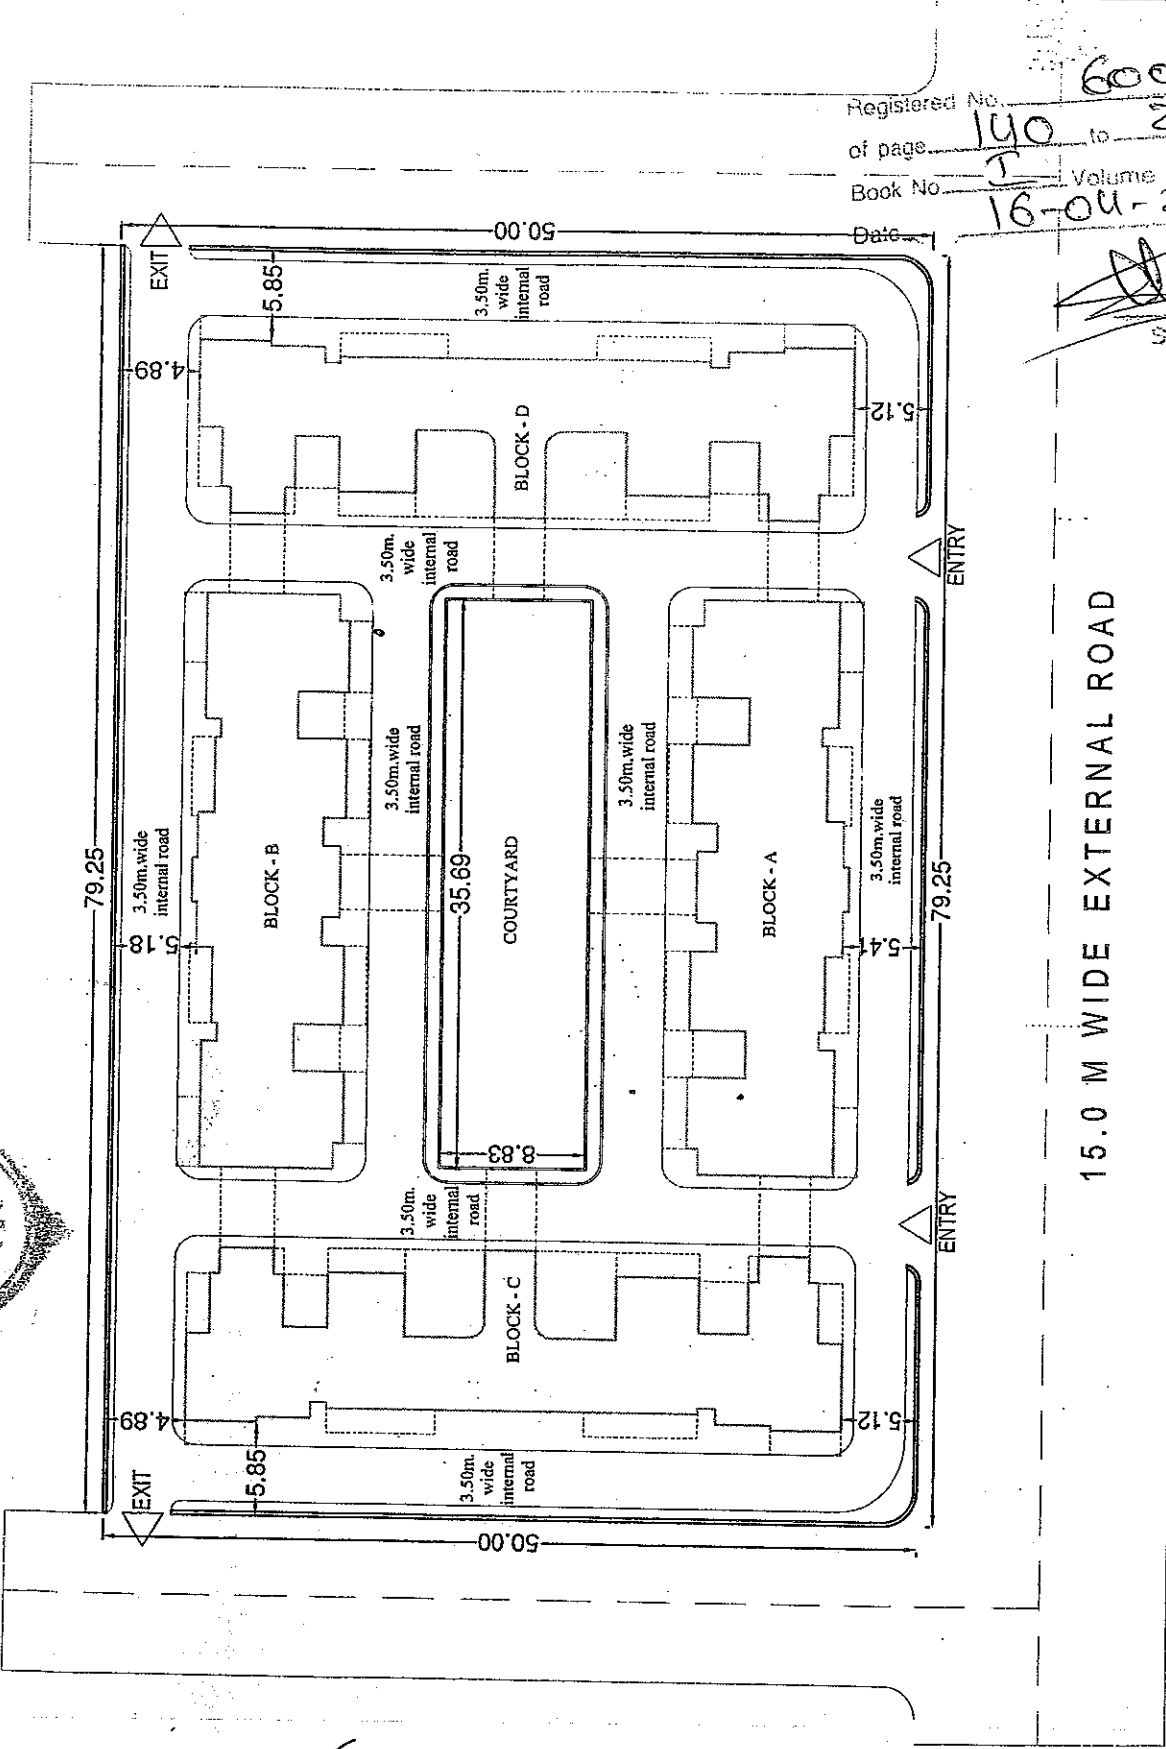 Registered No. 600
of page 140 to 2
Book No I Volume
Date 16-04-2
50.00
EXIT
5.85
3.50m.
wide
internal
road
4.89
5.12
BLOCK - D
3.50m.
wide
internal
road
ENTRY
79.25
3.50m.wide
internal road
5.18
BLOCK - B
3.50m.wide
internal road
35.69
COURTYARD
8.83
3.50m.wide
internal road
BLOCK - A
5.41
3.50m.wide
internal road
79.25
15.0 M WIDE EXTERNAL ROAD
3.50m.
wide
internal
road
ENTRY
BLOCK - C
4.89
5.12
5.85
3.50m.
wide
internal
road
EXIT
50.00